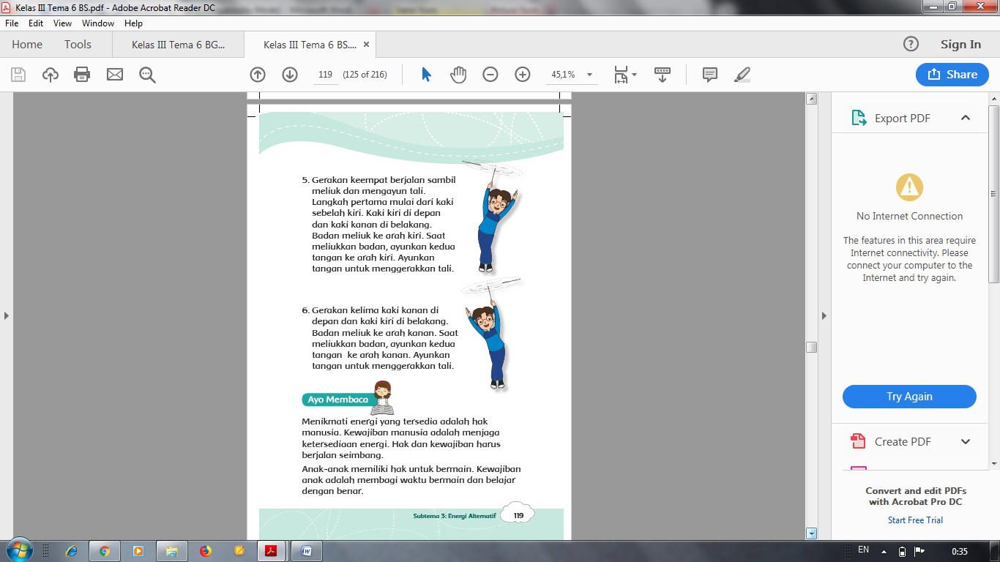 Kelas III Tema 6 BS.pdf - Adobe Acrobat Reader DC
File Edit View Window Help
Home Tools Kelas III Tema 6 BG... Kelas III Tema 6 BS.... Sign In
119 (125 of 216) 45,1% Share
5. Gerakan keempat berjalan sambil
meliuk dan mengayun tali.
Langkah pertama mulai dari kaki
sebelah kiri. Kaki kiri di depan
dan kaki kanan di belakang.
Badan meliuk ke arah kiri. Saat
meliukkan badan, ayunkan kedua
tangan ke arah kiri. Ayunkan
tangan untuk menggerakkan tali.
6. Gerakan kelima kaki kanan di
depan dan kaki kiri di belakang.
Badan meliuk ke arah kanan. Saat
meliukkan badan, ayunkan kedua
tangan ke arah kanan. Ayunkan
tangan untuk menggerakkan tali.
Ayo Membaca
Menikmati energi yang tersedia adalah hak
manusia. Kewajiban manusia adalah menjaga
ketersediaan energi. Hak dan kewajiban harus
berjalan seimbang.
Anak-anak memiliki hak untuk bermain. Kewajiban
anak adalah membagi waktu bermain dan belajar
dengan benar.
Subtema 3: Energi Alternatif 119
Export PDF
No Internet Connection
The features in this area require
Internet connectivity. Please
connect your computer to the
Internet and try again.
Try Again
Create PDF
Convert and edit PDFs
with Acrobat Pro DC
Start Free Trial
EN 0:35